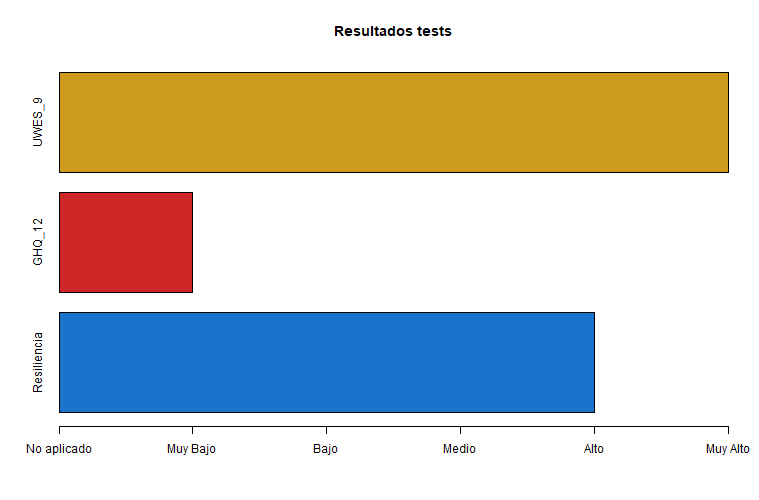 Resultados tests
UWES_9
GHQ_12
Resiliencia
No aplicado
Muy Bajo
Bajo
Medio
Alto
Muy Alto